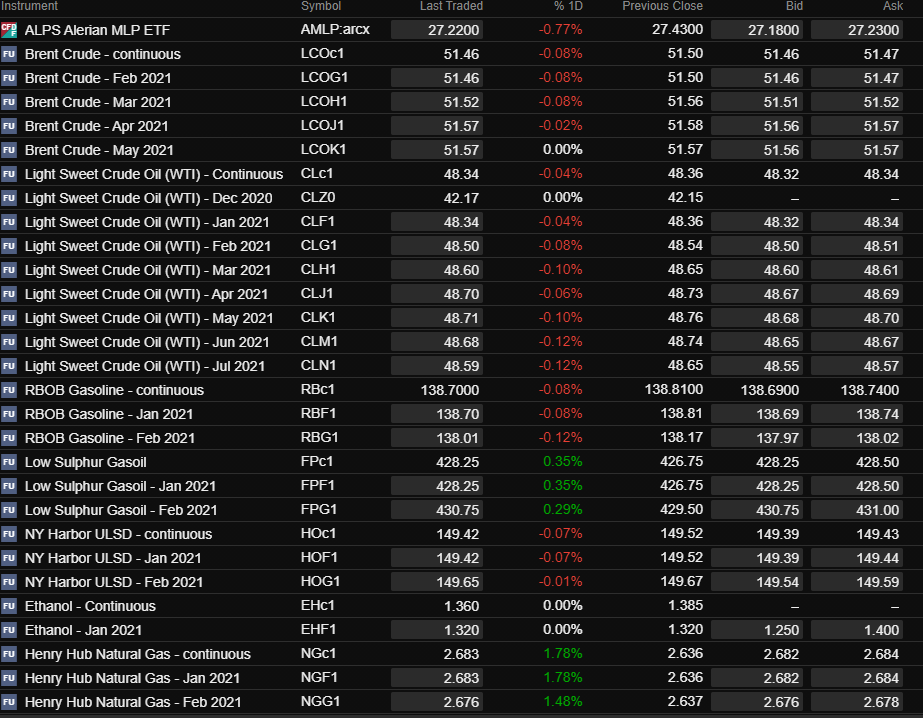 Instrument Symbol Last Traded % 1D Previous Close Bid Ask
CFD F ALPS Alerian MLP ETF AMLP:arcx 27.2200 -0.77% 27.4300 27.1800 27.2300
FU Brent Crude - continuous LCOc1 51.46 -0.08% 51.50 51.46 51.47
FU Brent Crude - Feb 2021 LCOG1 51.46 -0.08% 51.50 51.46 51.47
FU Brent Crude - Mar 2021 LCOH1 51.52 -0.08% 51.56 51.51 51.52
FU Brent Crude - Apr 2021 LCOJ1 51.57 -0.02% 51.58 51.56 51.57
FU Brent Crude - May 2021 LCOK1 51.57 0.00% 51.57 51.56 51.57
FU Light Sweet Crude Oil (WTI) - Continuous CLc1 48.34 -0.04% 48.36 48.32 48.34
FU Light Sweet Crude Oil (WTI) - Dec 2020 CLZ0 42.17 0.00% 42.15 – –
FU Light Sweet Crude Oil (WTI) - Jan 2021 CLF1 48.34 -0.04% 48.36 48.32 48.34
FU Light Sweet Crude Oil (WTI) - Feb 2021 CLG1 48.50 -0.08% 48.54 48.50 48.51
FU Light Sweet Crude Oil (WTI) - Mar 2021 CLH1 48.60 -0.10% 48.65 48.60 48.61
FU Light Sweet Crude Oil (WTI) - Apr 2021 CLJ1 48.70 -0.06% 48.73 48.67 48.69
FU Light Sweet Crude Oil (WTI) - May 2021 CLK1 48.71 -0.10% 48.76 48.68 48.70
FU Light Sweet Crude Oil (WTI) - Jun 2021 CLM1 48.68 -0.12% 48.74 48.65 48.67
FU Light Sweet Crude Oil (WTI) - Jul 2021 CLN1 48.59 -0.12% 48.65 48.55 48.57
FU RBOB Gasoline - continuous RBc1 138.7000 -0.08% 138.8100 138.6900 138.7400
FU RBOB Gasoline - Jan 2021 RBF1 138.70 -0.08% 138.81 138.69 138.74
FU RBOB Gasoline - Feb 2021 RBG1 138.01 -0.12% 138.17 137.97 138.02
FU Low Sulphur Gasoil FPc1 428.25 0.35% 426.75 428.25 428.50
FU Low Sulphur Gasoil - Jan 2021 FPF1 428.25 0.35% 426.75 428.25 428.50
FU Low Sulphur Gasoil - Feb 2021 FPG1 430.75 0.29% 429.50 430.75 431.00
FU NY Harbor ULSD - continuous HOc1 149.42 -0.07% 149.52 149.39 149.43
FU NY Harbor ULSD - Jan 2021 HOF1 149.42 -0.07% 149.52 149.39 149.44
FU NY Harbor ULSD - Feb 2021 HOG1 149.65 -0.01% 149.67 149.54 149.59
FU Ethanol - Continuous EHc1 1.360 0.00% 1.385 – –
FU Ethanol - Jan 2021 EHF1 1.320 0.00% 1.320 1.250 1.400
FU Henry Hub Natural Gas - continuous NGc1 2.683 1.78% 2.636 2.682 2.684
FU Henry Hub Natural Gas - Jan 2021 NGF1 2.683 1.78% 2.636 2.682 2.684
FU Henry Hub Natural Gas - Feb 2021 NGG1 2.676 1.48% 2.637 2.676 2.678